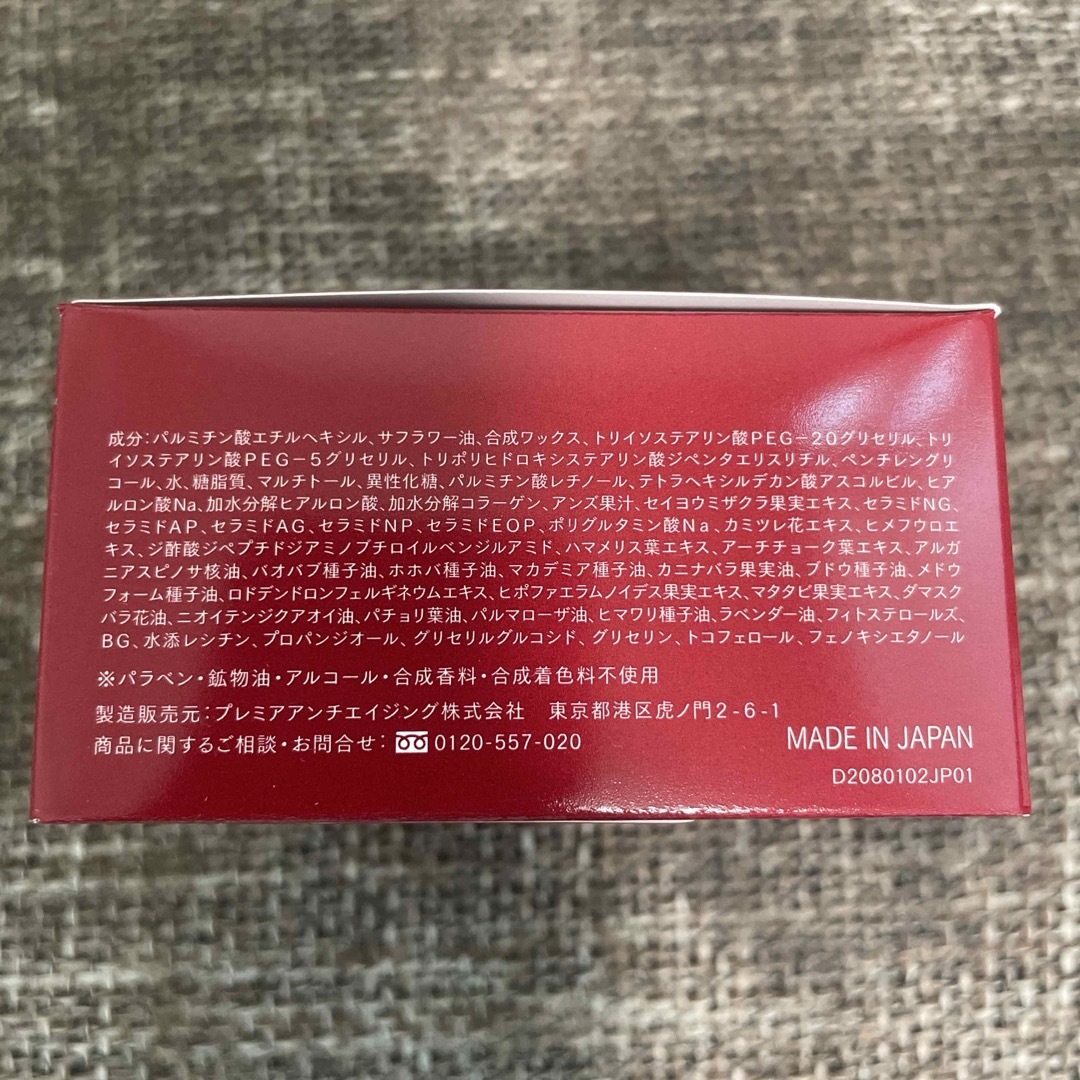 成分：パルミチン酸エチルヘキシル、サフラワー油、合成ワックス、トリイソステアリン酸PEG－20グリセリル、トリ
イソステアリン酸PEG－5グリセリル、トリポリヒドロキシステアリン酸ジペンタエリスリチル、ペンチレングリ
コール、水、糖脂質、マルチトール、異性化糖、パルミチン酸レチノール、テトラヘキシルデカン酸アスコルビル、ヒア
ルロン酸Na、加水分解ヒアルロン酸、加水分解コラーゲン、アンズ果汁、セイヨウミザクラ果実エキス、セラミドNG、
セラミドAP、セラミドAG、セラミドNP、セラミドEOP、ポリグルタミン酸Na、カミツレ花エキス、ヒメフウロエ
キス、ジ酢酸ジペプチドジアミノブチロイルベンジルアミド、ハマメリス葉エキス、アーチチョーク葉エキス、アルガ
ニアスピノサ核油、バオバブ種子油、ホホバ種子油、マカデミア種子油、カニナバラ果実油、ブドウ種子油、メドウ
フォーム種子油、ロドデンドロンフェルギネウムエキス、ヒポファエラムノイデス果実エキス、マタタビ果実エキス、ダマスク
バラ花油、ニオイテンジクアオイ油、パチョリ葉油、パルマローザ油、ヒマワリ種子油、ラベンダー油、フィトステロールズ、
BG、水添レシチン、プロパンジオール、グリセリルグルコシド、グリセリン、トコフェロール、フェノキシエタノール
※パラベン・鉱物油・アルコール・合成香料・合成着色料不使用
製造販売元：プレミアアンチエイジング株式会社　東京都港区虎ノ門2-6-1
商品に関するご相談・お問合せ：0120-557-020
MADE IN JAPAN
D2080102JP01